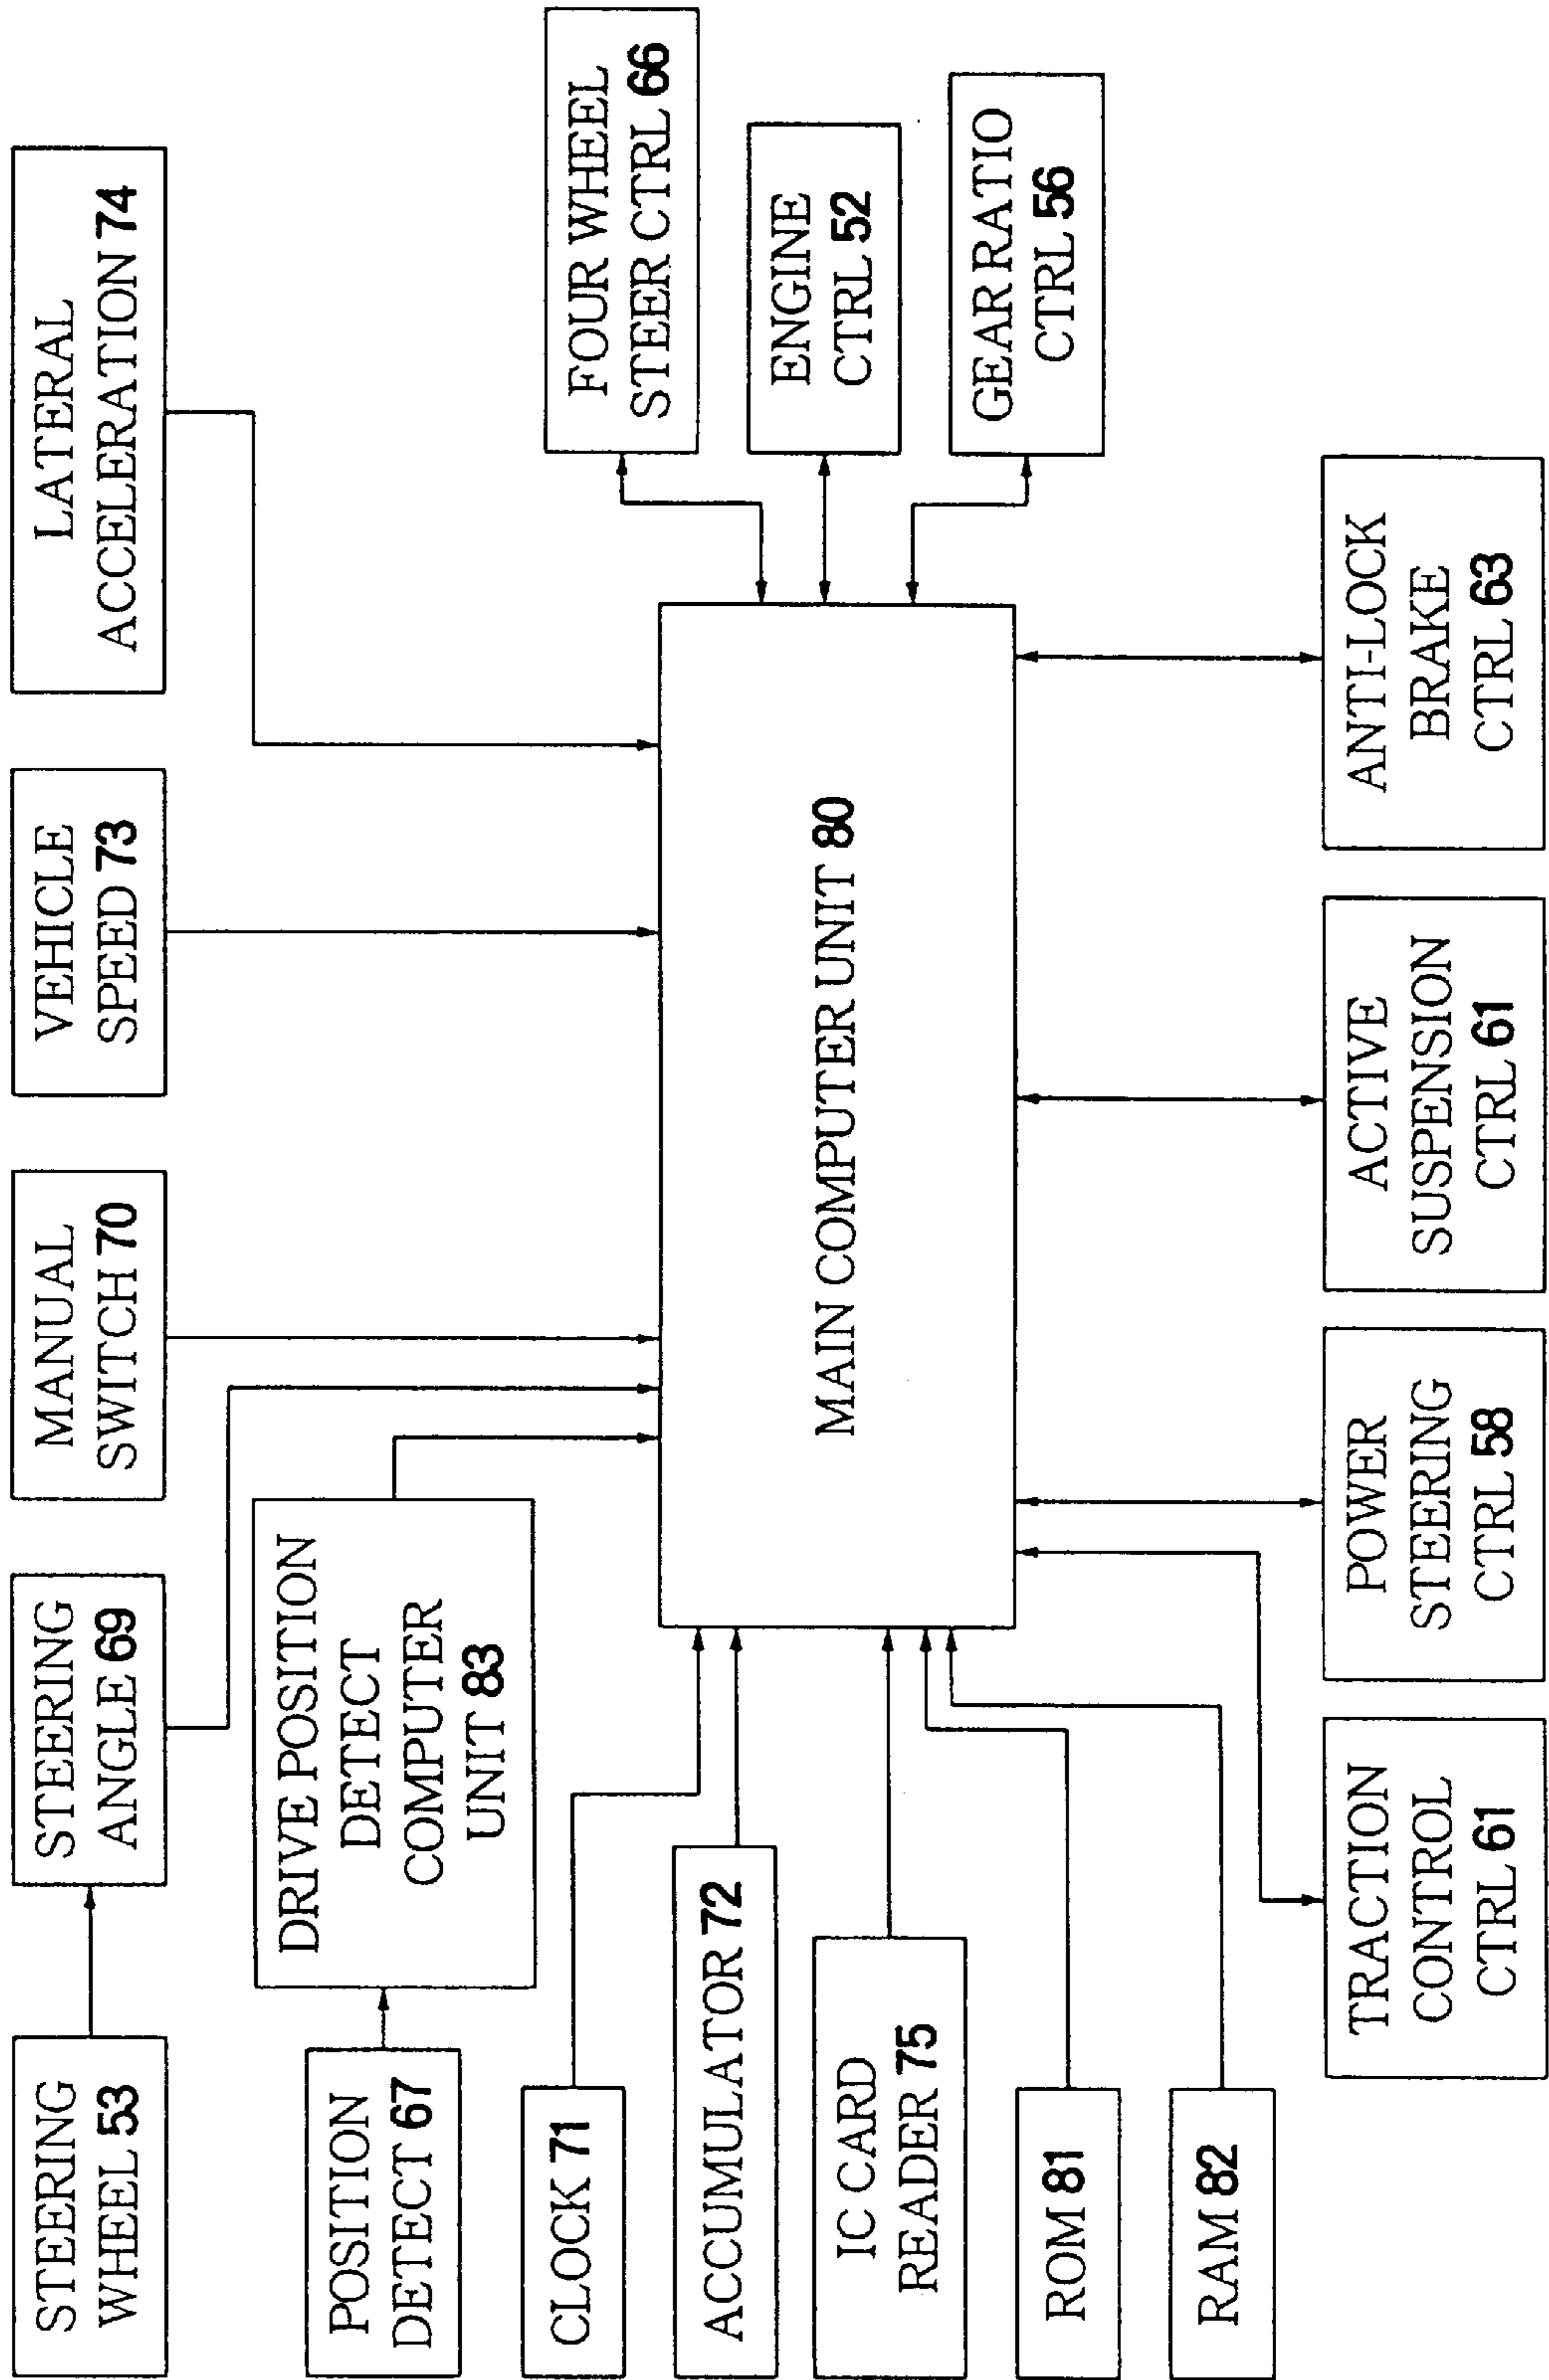 STEERING
WHEEL 53
STEERING
ANGLE 69
MANUAL
SWITCH 70
VEHICLE
SPEED 73
LATERAL
ACCELERATION 74
POSITION
DETECT 67
DRIVE POSITION
DETECT
COMPUTER
UNIT 83
CLOCK 71
ACCUMULATOR 72
IC CARD
READER 75
ROM 81
RAM 82
MAIN COMPUTER UNIT 80
FOUR WHEEL
STEER CTRL 66
ENGINE
CTRL 52
GEAR RATIO
CTRL 56
TRACTION
CONTROL
CTRL 61
POWER
STEERING
CTRL 58
ACTIVE
SUSPENSION
CTRL 61
ANTI-LOCK
BRAKE
CTRL 63